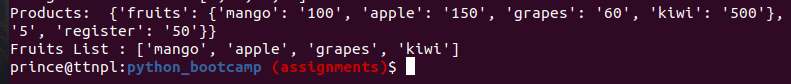 Products:  {'fruits': {'mango': '100', 'apple': '150', 'grapes': '60', 'kiwi': '500'},
'5', 'register': '50'}}
Fruits List : ['mango', 'apple', 'grapes', 'kiwi']
prince@ttnpl:python_bootcamp (assignments)$